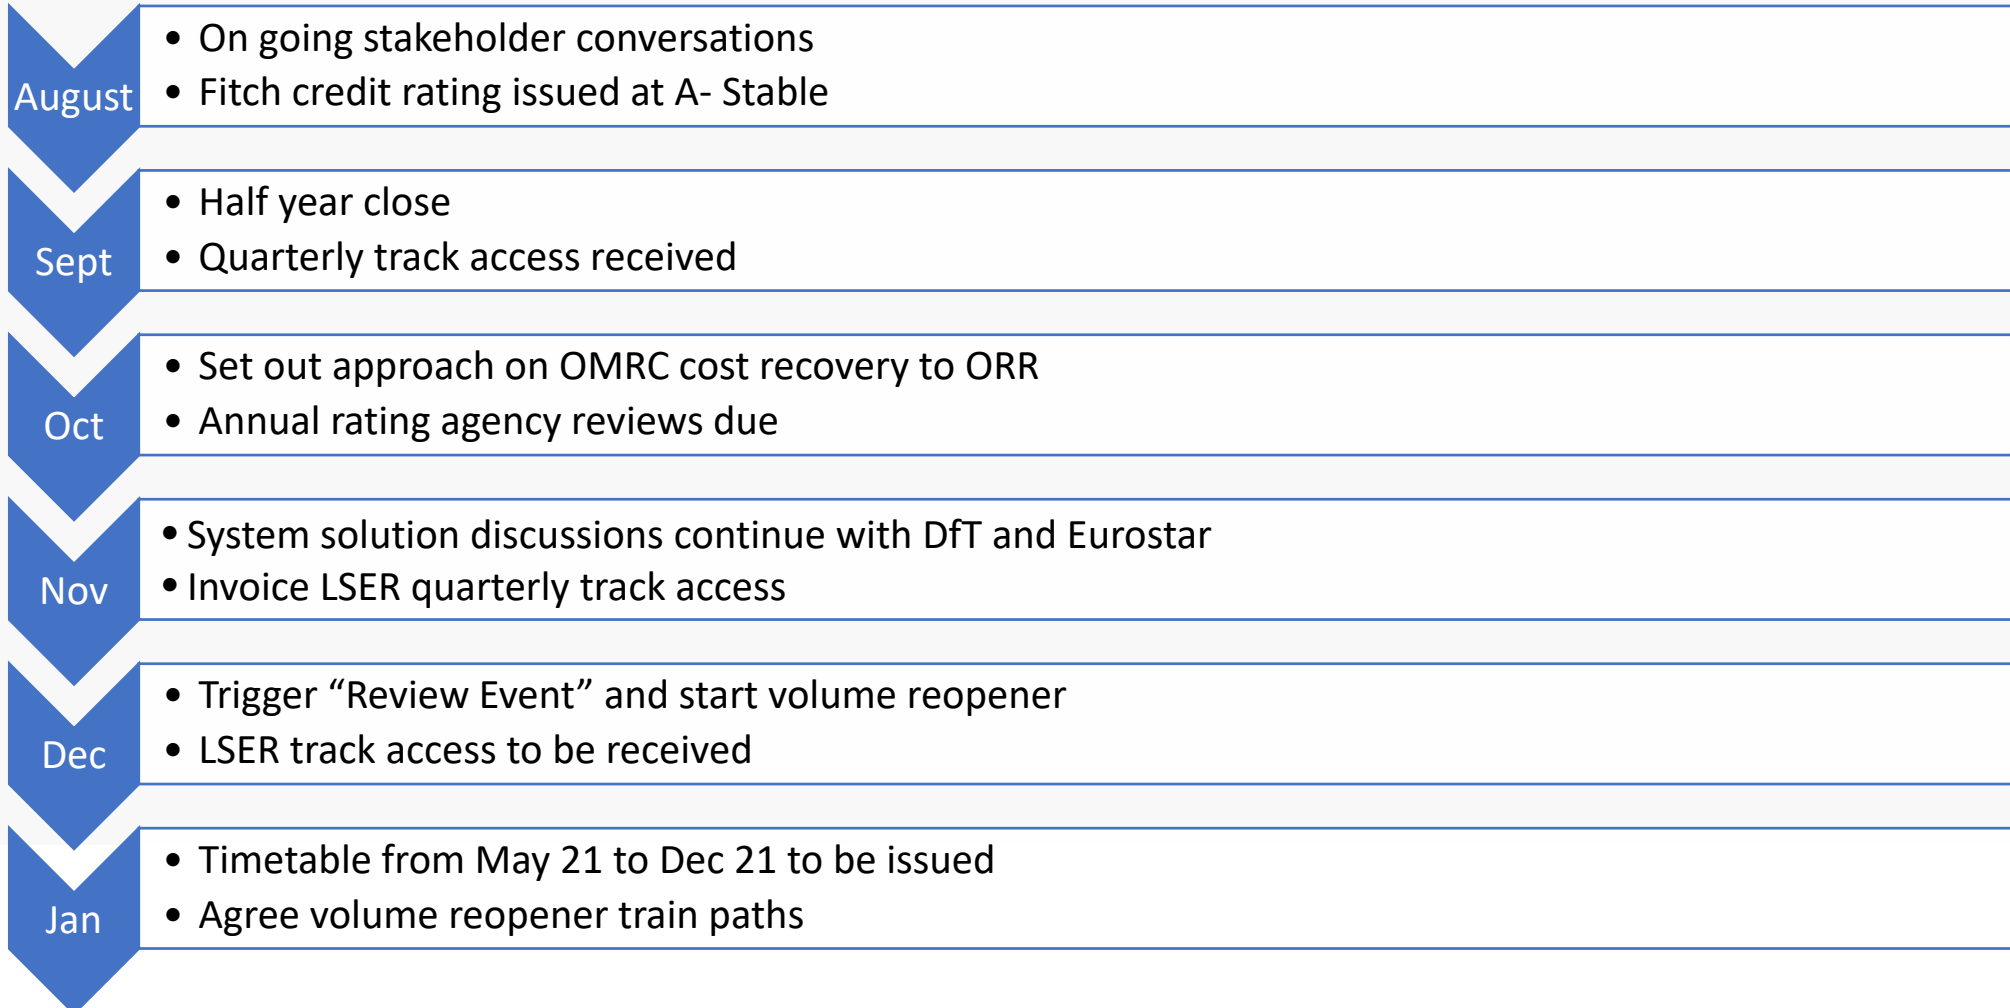 August
• On going stakeholder conversations
• Fitch credit rating issued at A- Stable
Sept
• Half year close
• Quarterly track access received
Oct
• Set out approach on OMRC cost recovery to ORR
• Annual rating agency reviews due
Nov
• System solution discussions continue with DfT and Eurostar
• Invoice LSER quarterly track access
Dec
• Trigger “Review Event” and start volume reopener
• LSER track access to be received
Jan
• Timetable from May 21 to Dec 21 to be issued
• Agree volume reopener train paths